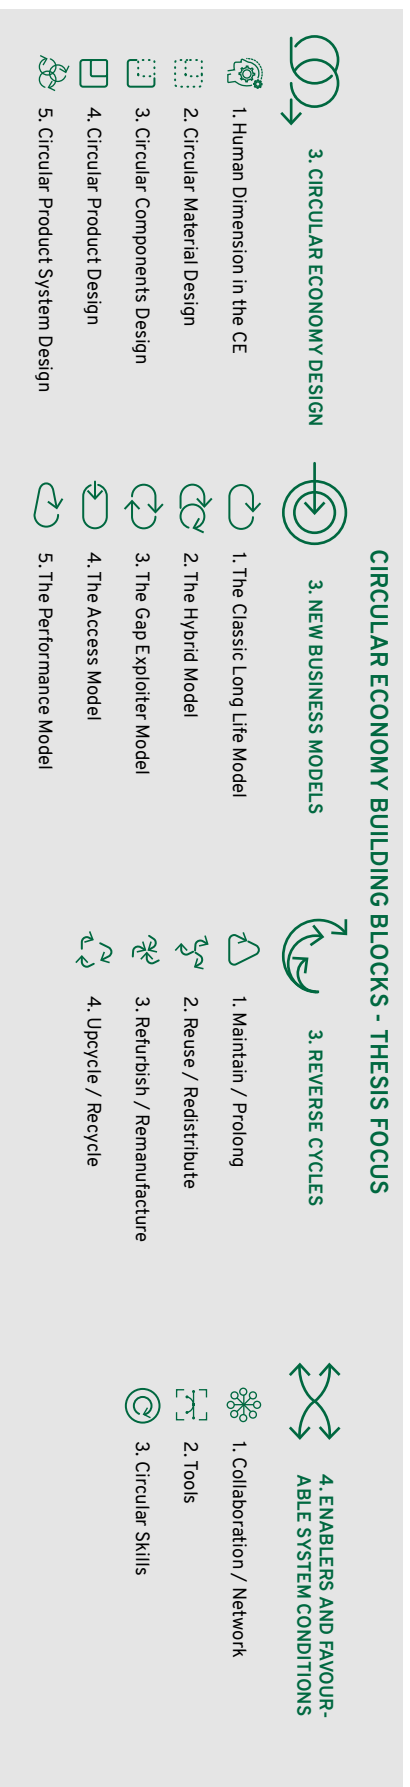 CIRCULAR ECONOMY BUILDING BLOCKS - THESIS FOCUS
3. CIRCULAR ECONOMY DESIGN
1. Human Dimension in the CE
2. Circular Material Design
3. Circular Components Design
4. Circular Product Design
5. Circular Product System Design
3. NEW BUSINESS MODELS
1. The Classic Long Life Model
2. The Hybrid Model
3. The Gap Exploiter Model
4. The Access Model
5. The Performance Model
3. REVERSE CYCLES
1. Maintain / Prolong
2. Reuse / Redistribute
3. Refurbish / Remanufacture
4. Upcycle / Recycle
4. ENABLERS AND FAVOUR-
ABLE SYSTEM CONDITIONS
1. Collaboration / Network
2. Tools
3. Circular Skills